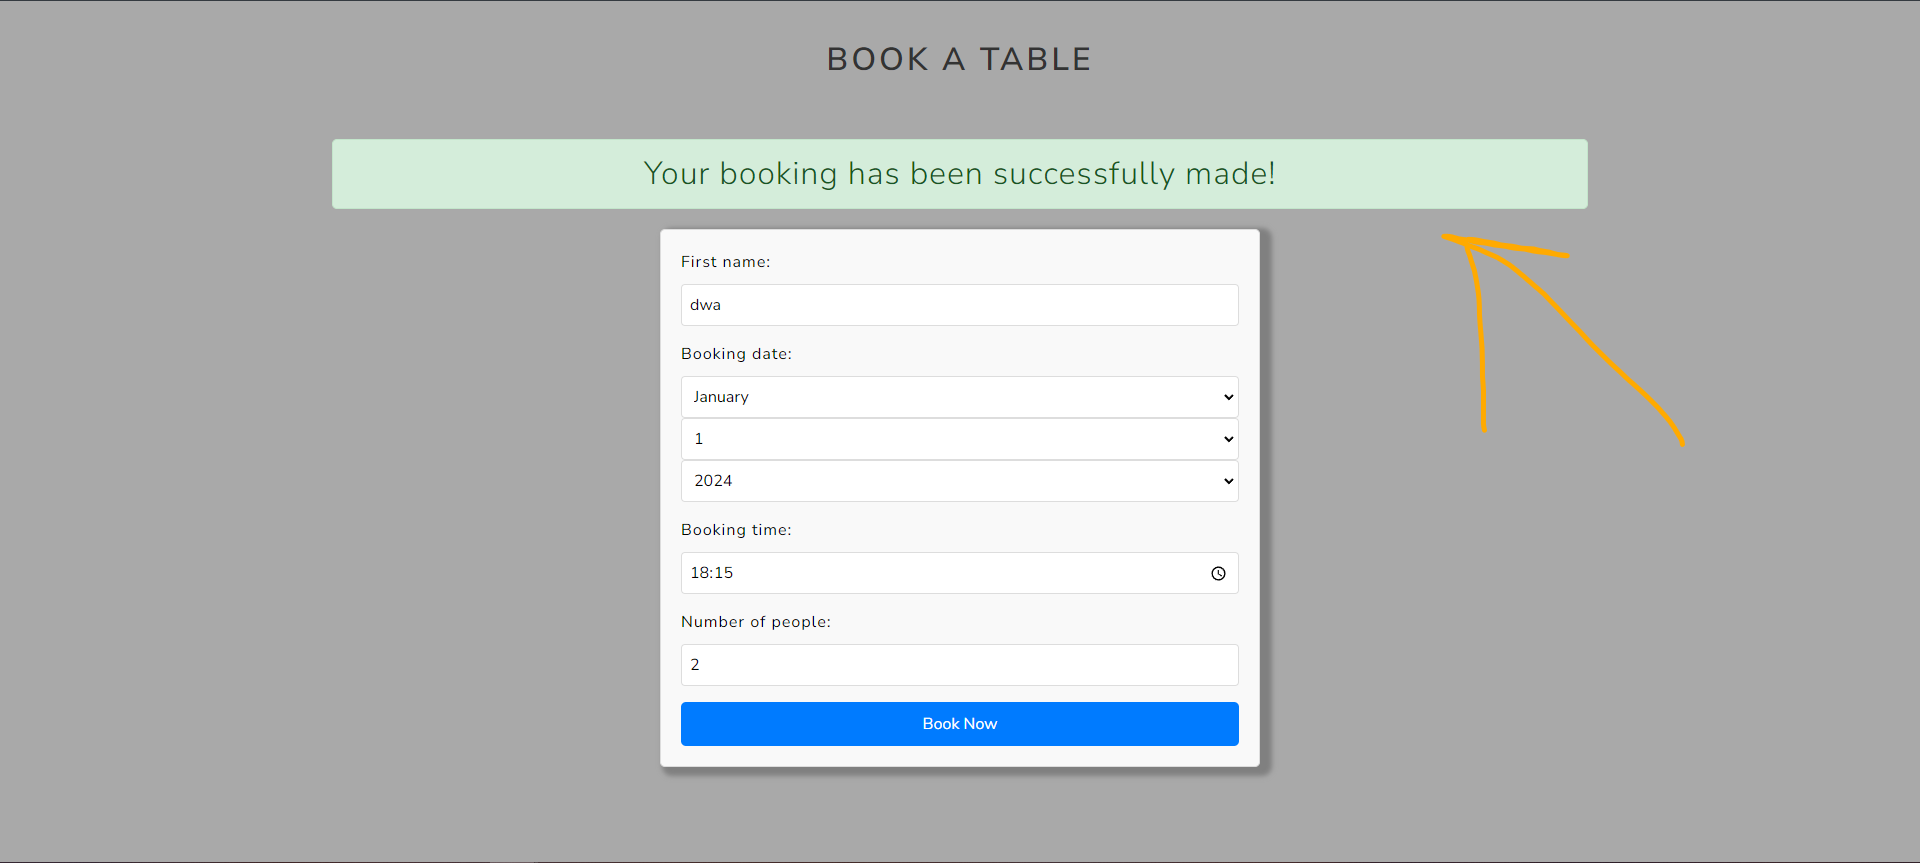 BOOK A TABLE
Your booking has been successfully made!
First name:
dwa
Booking date:
January
1
2024
Booking time:
18:15
Number of people:
2
Book Now